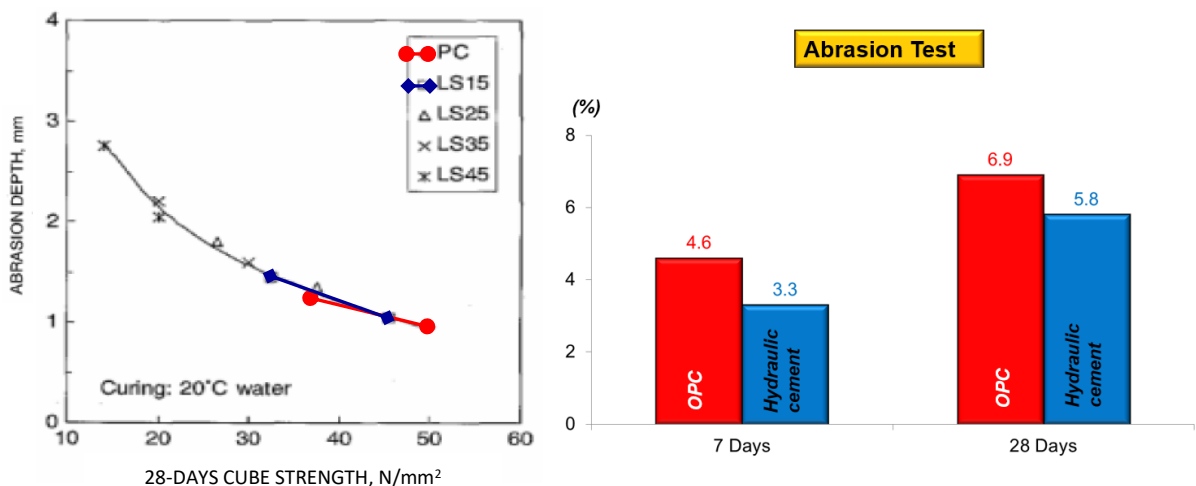 4
3
2
1
0
ABRASION DEPTH, mm
PC
LS15
LS25
LS35
LS45
Curing: 20°C water
10
20
30
40
50
60
28-DAYS CUBE STRENGTH, N/mm²
Abrasion Test
(%)
8
6
4
2
0
4.6
3.3
6.9
5.8
OPC
Hydraulic
cement
OPC
Hydraulic
cement
7 Days
28 Days